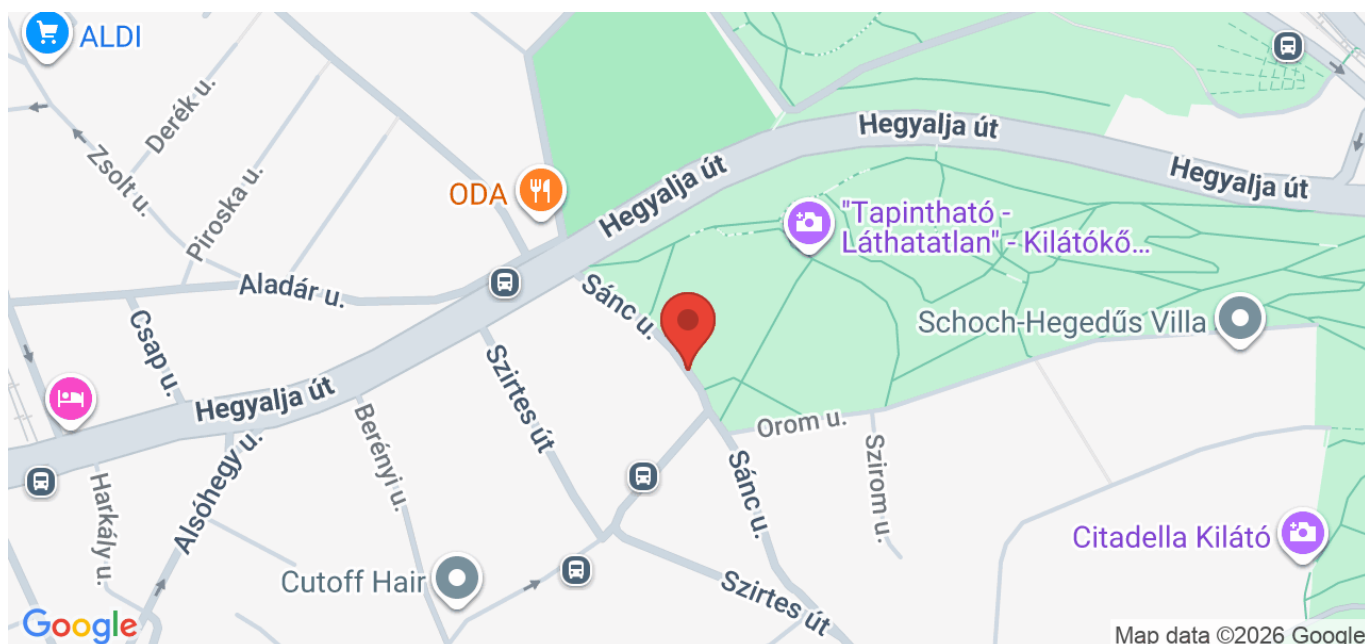 ALDI
Derék u.
Zsolt u.
Piroska u.
ODA
Hegyalja út
Hegyalja út
Hegyalja út
"Tapintható -
Láthatatlan" - Kilátókő...
Aladár u.
Sánc u.
Csap u.
Schoch-Hegedűs Villa
Szirtes út
Hegyalja út
Berényi u.
Orom u.
Szirom u.
Alsóhegy u.
Harkály u.
Sánc u.
Citadella Kilátó
Cutoff Hair
Szirtes út
Google
Map data ©2026 Google